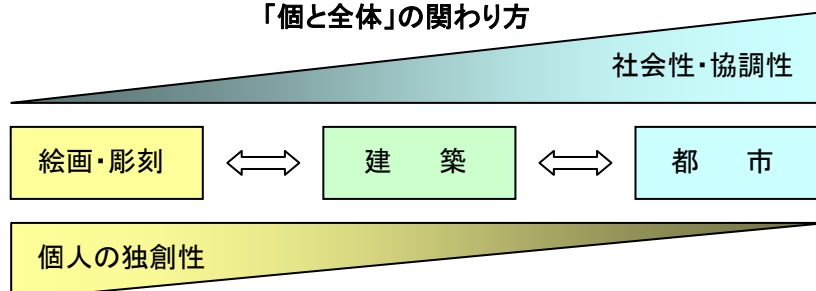 「個と全体」の関わり方
社会性・協調性
絵画・彫刻
建　築
都　市
個人の独創性